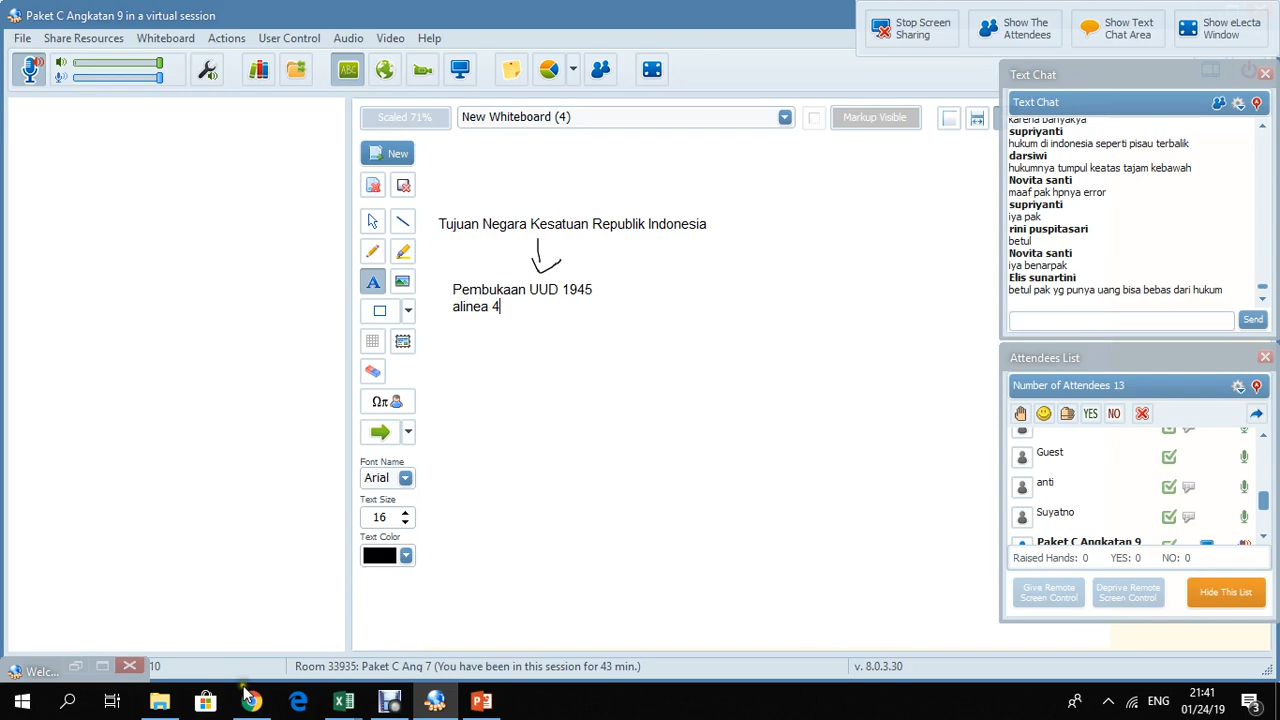 Paket C Angkatan 9 in a virtual session
File Share Resources Whiteboard Actions User Control Audio Video Help
Stop Screen Sharing
Show The Attendees
Show Text Chat Area
Show eLecta Window
ABC
Scaled 71%
New Whiteboard (4)
Markup Visible
New
Tujuan Negara Kesatuan Republik Indonesia
Pembukaan UUD 1945
alinea 4
A
Ωπ
Font Name
Arial
Text Size
16
Text Color
Text Chat
Text Chat
karena banyakya
supriyanti
hukum di indonesia seperti pisau terbalik
darsiwi
hukumnya tumpul keatas tajam kebawah
Novita santi
maaf pak hpnya error
supriyanti
iya pak
rini puspitasari
betul
Novita santi
iya benarpak
Elis sunartini
betul pak yg punya uang bisa bebas dari hukum
Send
Attendees List
Number of Attendees 13
YES NO
Guest
anti
Suyatno
Paket C Angkatan 9
Raised Hands: 0 YES: 0 NO: 0
Give Remote Screen Control
Deprive Remote Screen Control
Hide This List
Welc...
10
Room 33935: Paket C Ang 7 (You have been in this session for 43 min.)
v. 8.0.3.30
ENG
21:41
01/24/19
3